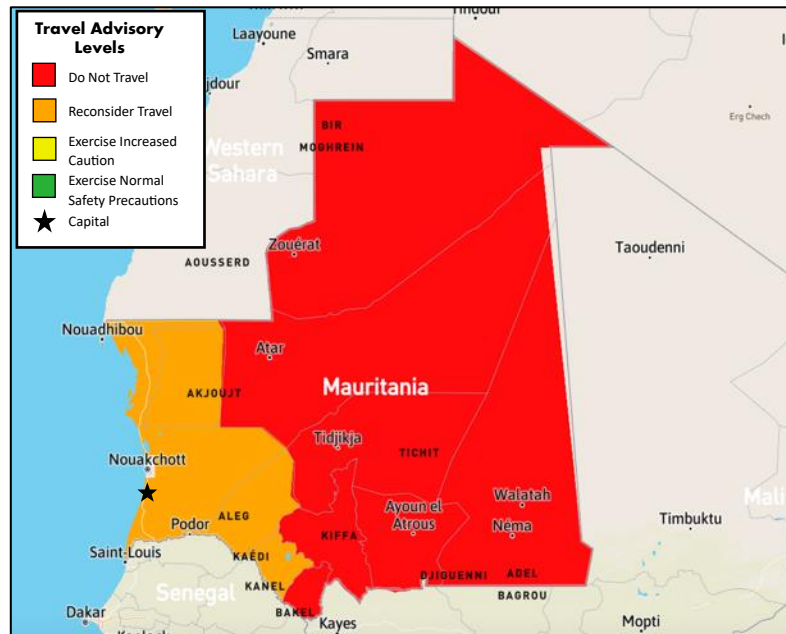 Travel Advisory
Levels
Do Not Travel
Reconsider Travel
Exercise Increased
Caution
Exercise Normal
Safety Precautions
Capital
Laayoune
Smara
BIR
MOGHREIN
Western
Sahara
Erg Chech
Zouérat
AOUSSERD
Taoudenni
Nouadhibou
Atar
AKJOUJT
Mauritania
Tidjikja
TICHIT
Nouakchott
Walatah
Mali
ALEG
Ayoun el
Atrous
Podor
KIFFA
Néma
Timbuktu
Saint-Louis
KAÉDI
DJIGUENNI
ADEL
BAGROU
KANEL
Senegal
BAKEL
Dakar
Kayes
Mopti